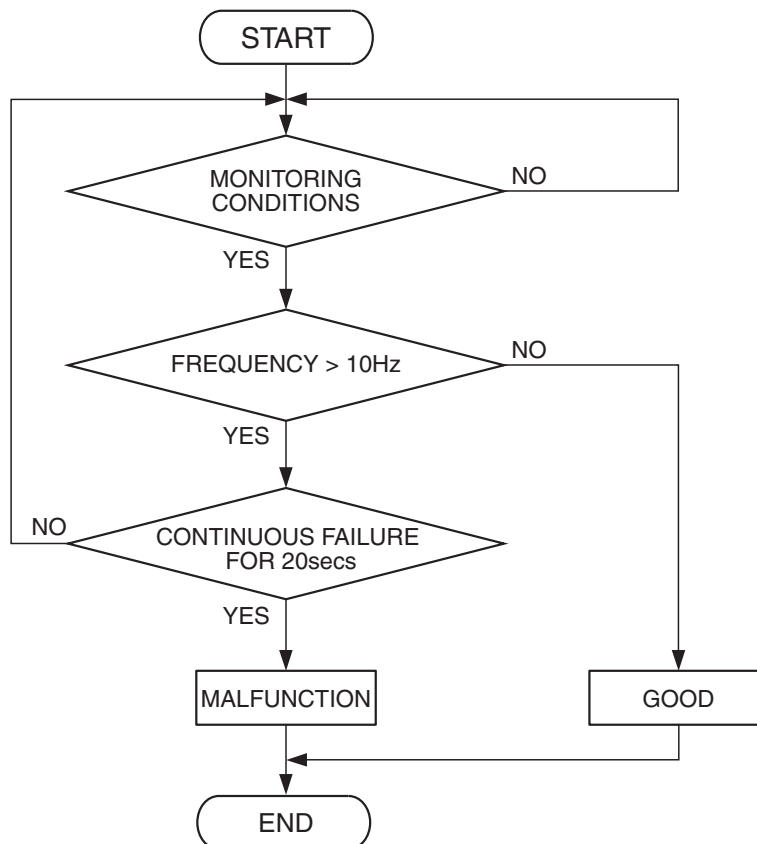 START
MONITORING
CONDITIONS
NO
YES
FREQUENCY > 10Hz
NO
YES
CONTINUOUS FAILURE
FOR 20secs
NO
YES
MALFUNCTION
GOOD
END